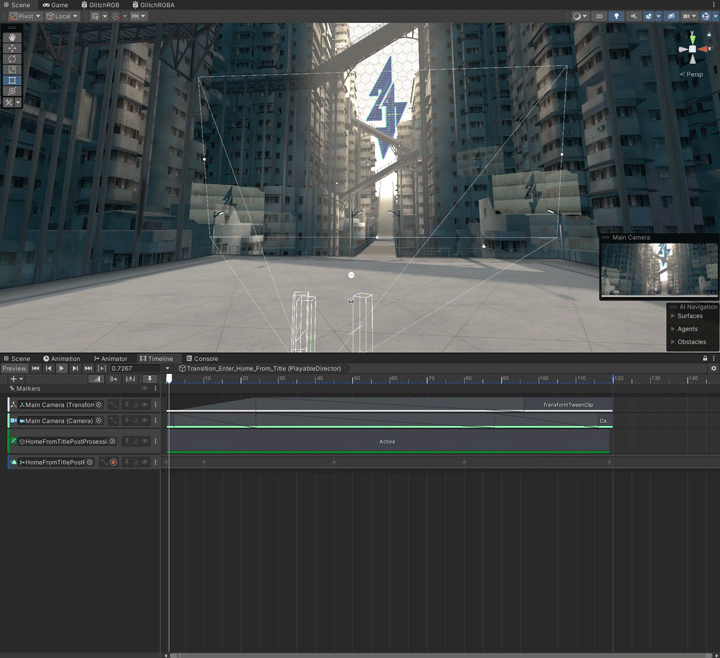 Scene Game GlitchRGB GlitchRGBA
Pivot Local 2D
y
x
Persp
Main Camera
AI Navigation
Surfaces
Agents
Obstacles
Scene Animation Animator Timeline Console
Preview 0.7267 Transition_Enter_Home_From_Title (PlayableDirector)
10 20 30 40 50 60 70 80 90 100 110 120 130 140
Markers
Main Camera (Transfor TransformTweenClip
Main Camera (Camera) Ca...
HomeFromTitlePostProsessi Active
HomeFromTitlePostF